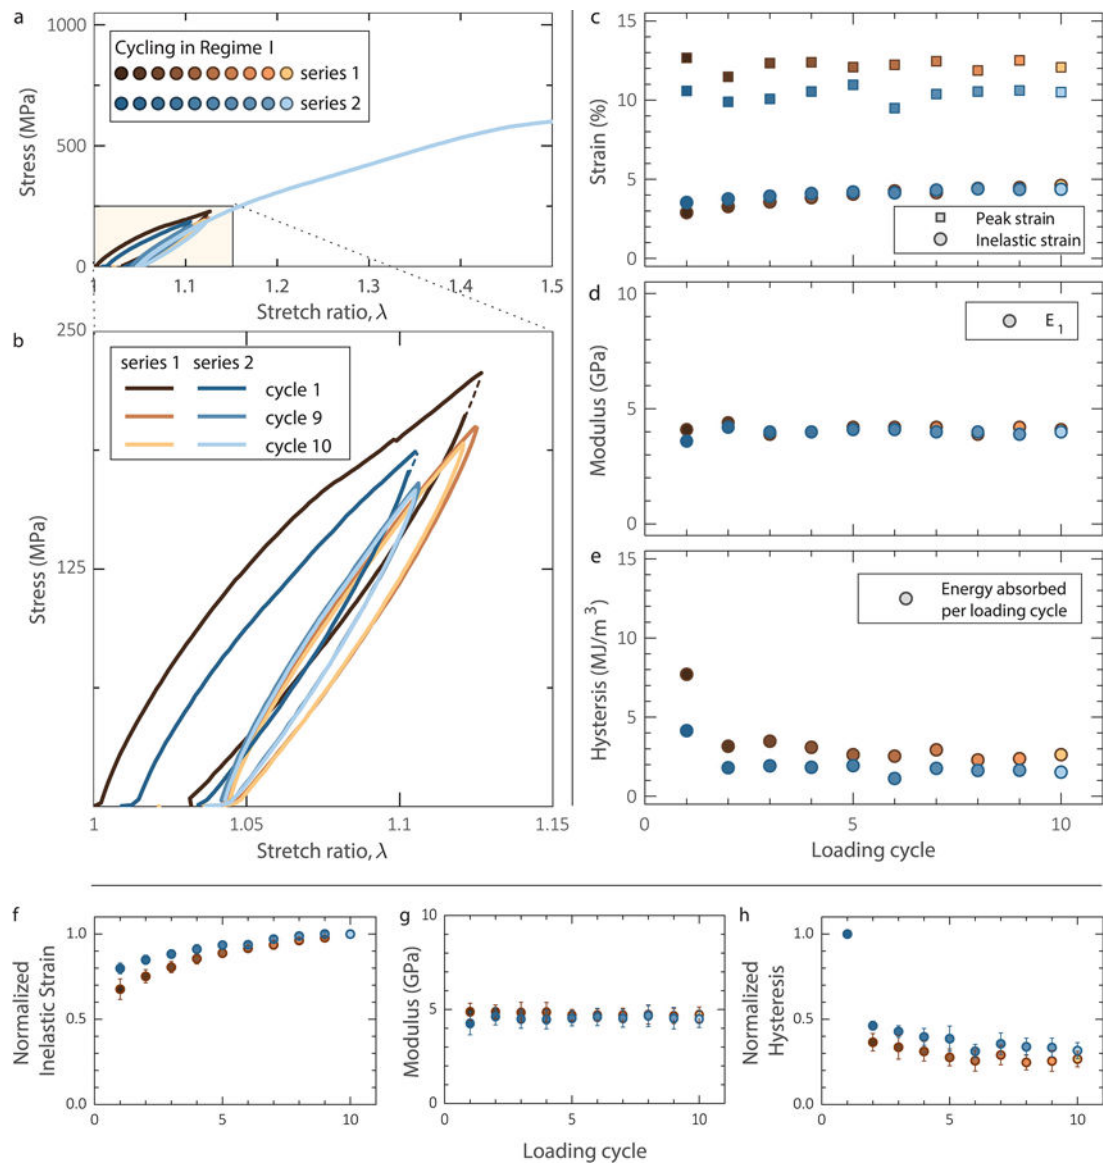 a
1000
500
0
Stress (MPa)
Cycling in Regime I
series 1
series 2
1 1.1 1.2 1.3 1.4 1.5
Stretch ratio, λ
b
250
125
Stress (MPa)
series 1 series 2
cycle 1
cycle 9
cycle 10
1 1.05 1.1 1.15
Stretch ratio, λ
c
15
10
5
0
Strain (%)
Peak strain
Inelastic strain
d
10
5
0
Modulus (GPa)
E1
e
15
10
5
0
Hystersis (MJ/m3)
Energy absorbed
per loading cycle
0 5 10
Loading cycle
f
1.0
0.5
0.0
Normalized
Inelastic Strain
0 5 10
g
10
5
0
Modulus (GPa)
0 5 10
h
1.0
0.5
0.0
Normalized
Hysteresis
0 5 10
Loading cycle